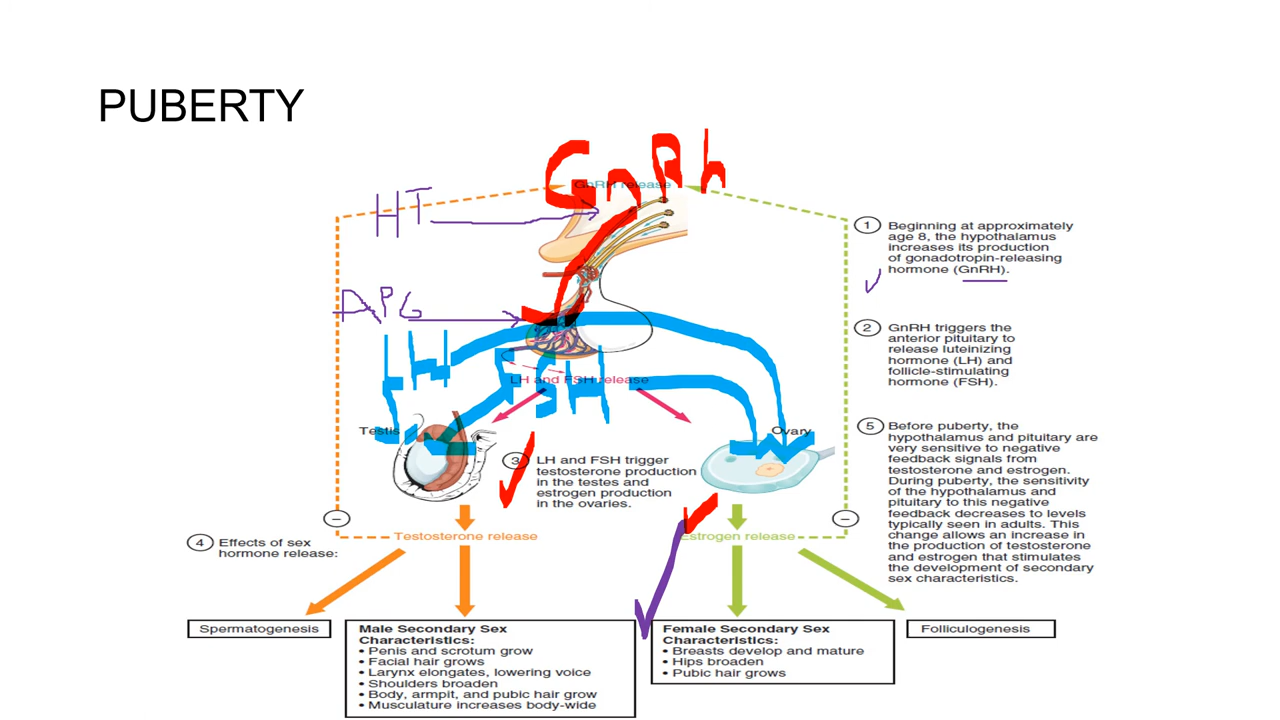 PUBERTY
GnRh
GnRH release
HT
1
Beginning at approximately
age 8, the hypothalamus
increases its production
of gonadotropin-releasing
hormone (GnRH).
APG
2
GnRH triggers the
anterior pituitary to
release luteinizing
hormone (LH) and
follicle-stimulating
hormone (FSH).
LH
FSH
LH and FSH release
Testis
Ovary
3
LH and FSH trigger
testosterone production
in the testes and
estrogen production
in the ovaries.
5
Before puberty, the
hypothalamus and pituitary are
very sensitive to negative
feedback signals from
testosterone and estrogen.
During puberty, the sensitivity
of the hypothalamus and
pituitary to this negative
feedback decreases to levels
typically seen in adults. This
change allows an increase in
the production of testosterone
and estrogen that stimulates
the development of secondary
sex characteristics.
−
−
Testosterone release
Estrogen release
4
Effects of sex
hormone release:
Spermatogenesis
Male Secondary Sex
Characteristics:
• Penis and scrotum grow
• Facial hair grows
• Larynx elongates, lowering voice
• Shoulders broaden
• Body, armpit, and pubic hair grow
• Musculature increases body-wide
Female Secondary Sex
Characteristics:
• Breasts develop and mature
• Hips broaden
• Pubic hair grows
Folliculogenesis